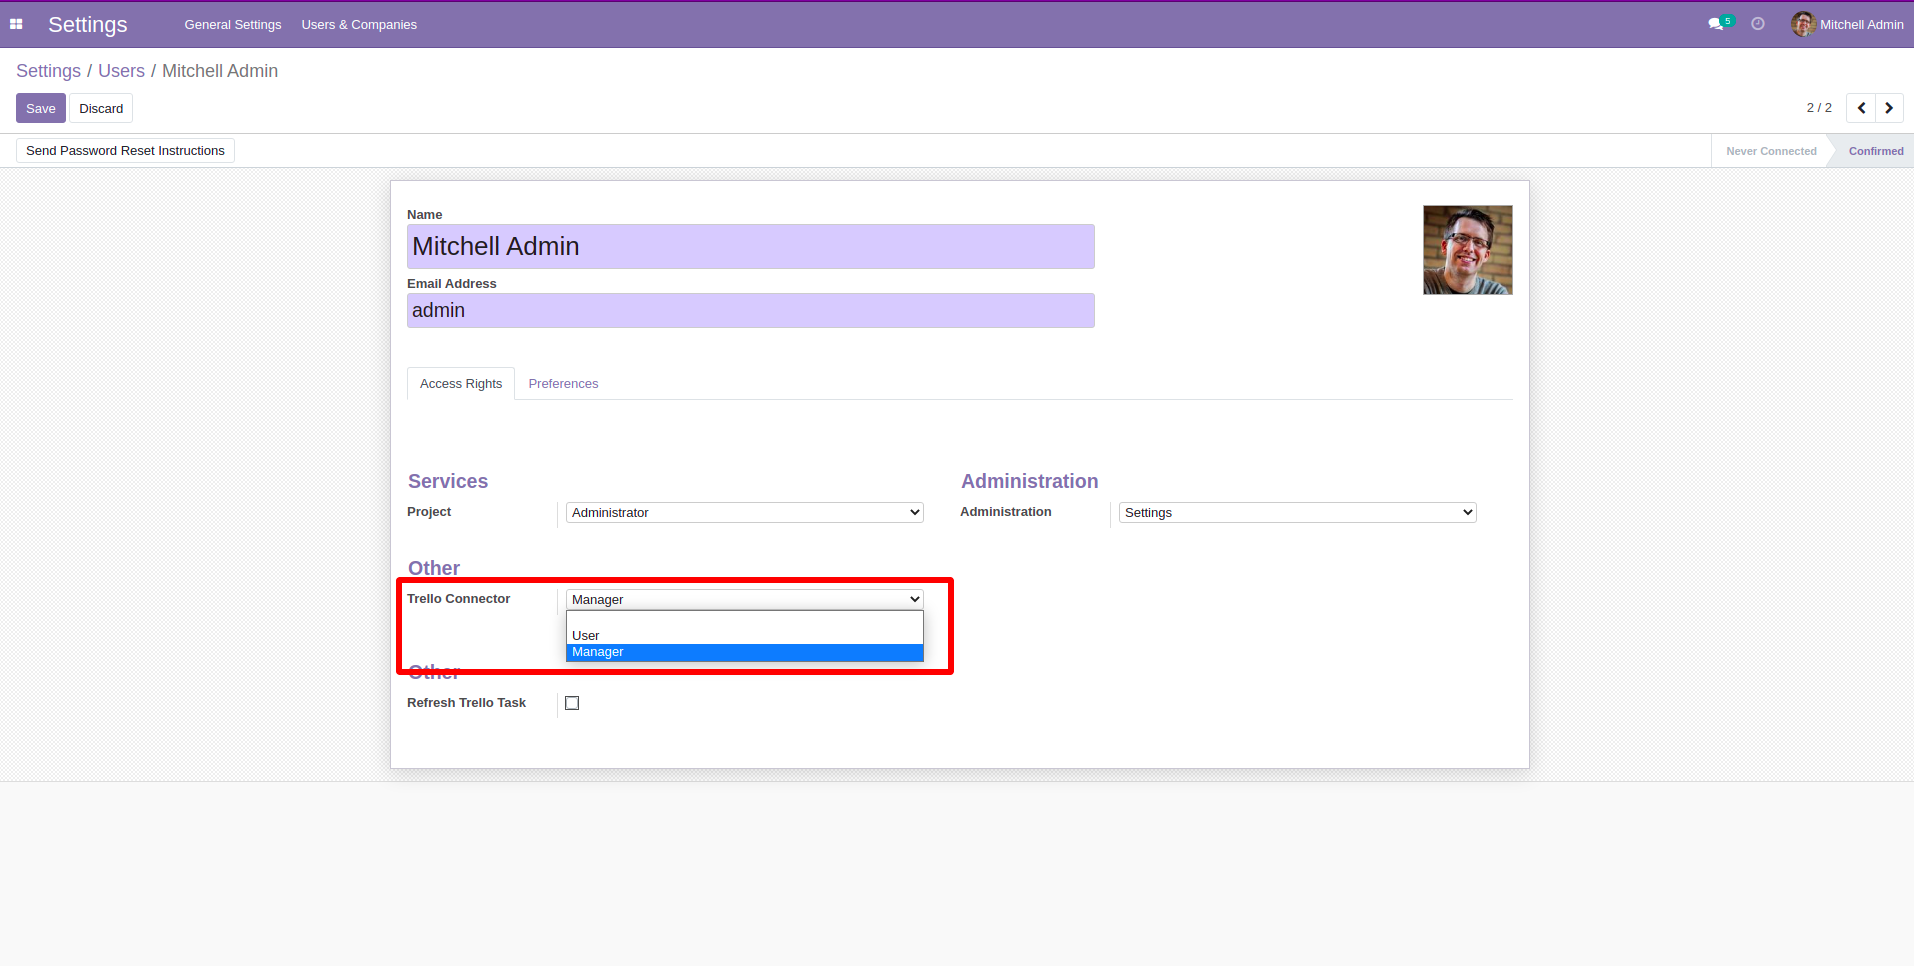 Settings General Settings Users & Companies 5 Mitchell Admin
Settings / Users / Mitchell Admin
Save Discard 2 / 2
Send Password Reset Instructions Never Connected Confirmed
Name
Mitchell Admin
Email Address
admin
Access Rights Preferences
Services Administration
Project Administrator Administration Settings
Other
Trello Connector Manager
User
Manager
Other
Refresh Trello Task